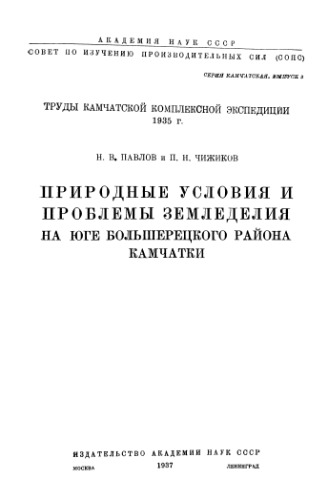 АКАДЕМИЯ НАУК СССР
СОВЕТ ПО ИЗУЧЕНИЮ ПРОИЗВОДИТЕЛЬНЫХ СИЛ (СОПС)
СЕРИЯ КАМЧАТСКАЯ, ВЫПУСК 3
ТРУДЫ КАМЧАТСКОЙ КОМПЛЕКСНОЙ ЭКСПЕДИЦИИ
1935 г.
Н. В. ПАВЛОВ и П. Н. ЧИЖИКОВ
ПРИРОДНЫЕ УСЛОВИЯ И
ПРОБЛЕМЫ ЗЕМЛЕДЕЛИЯ
НА ЮГЕ БОЛЬШЕРЕЦКОГО РАЙОНА
КАМЧАТКИ
ИЗДАТЕЛЬСТВО АКАДЕМИИ НАУК СССР
МОСКВА 1937 ЛЕНИНГРАД